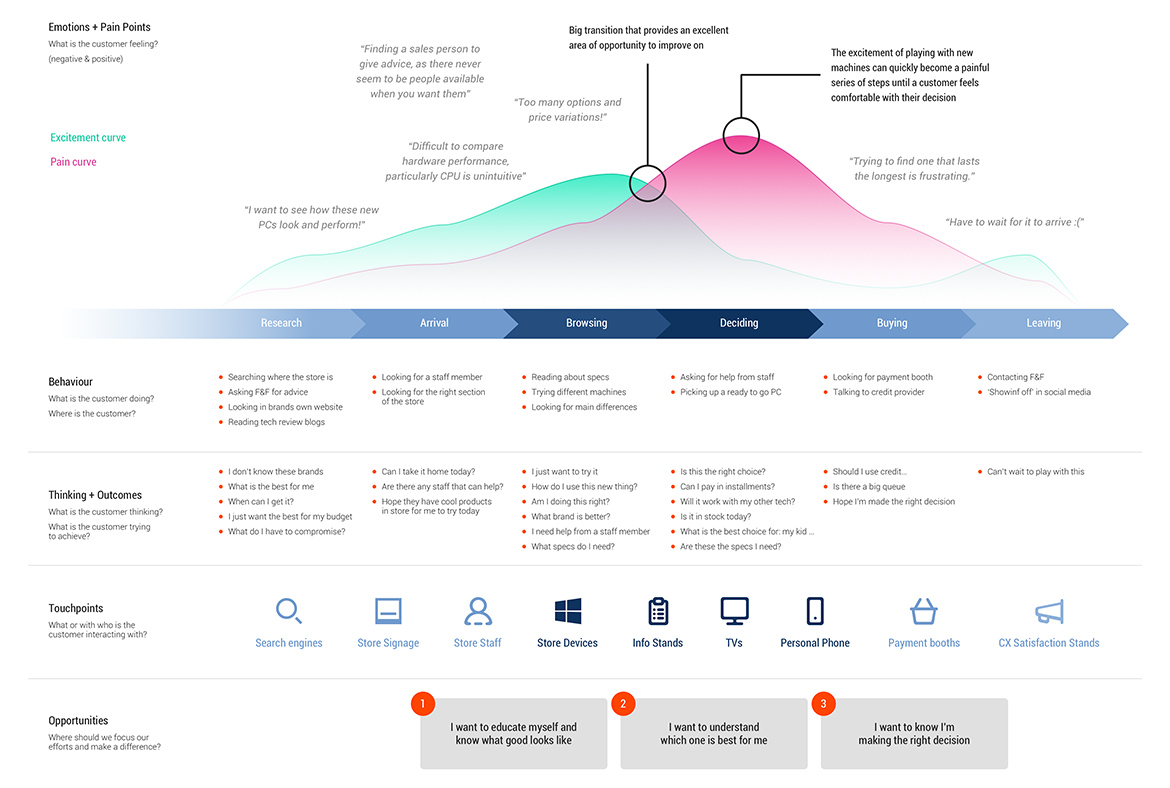 Emotions + Pain Points
What is the customer feeling?
(negative & positive)
Excitement curve
Pain curve
“Finding a sales person to
give advice, as there never
seem to be people available
when you want them”
“Too many options and
price variations!”
“Difficult to compare
hardware performance,
particularly CPU is unintuitive”
“I want to see how these new
PCs look and perform!”
Big transition that provides an excellent
area of opportunity to improve on
The excitement of playing with new
machines can quickly become a painful
series of steps until a customer feels
comfortable with their decision
“Trying to find one that lasts
the longest is frustrating.”
“Have to wait for it to arrive :(”
Research
Arrival
Browsing
Deciding
Buying
Leaving
Behaviour
What is the customer doing?
Where is the customer?
Searching where the store is
Asking F&F for advice
Looking in brands own website
Reading tech review blogs
Looking for a staff member
Looking for the right section
of the store
Reading about specs
Trying different machines
Looking for main differences
Asking for help from staff
Picking up a ready to go PC
Looking for payment booth
Talking to credit provider
Contacting F&F
‘Showinf off’ in social media
Thinking + Outcomes
What is the customer thinking?
What is the customer trying
to achieve?
I don’t know these brands
What is the best for me
When can I get it?
I just want the best for my budget
What do I have to compromise?
Can I take it home today?
Are there any staff that can help?
Hope they have cool products
in store for me to try today
I just want to try it
How do I use this new thing?
Am I doing this right?
What brand is better?
I need help from a staff member
What specs do I need?
Is this the right choice?
Can I pay in installments?
Will it work with my other tech?
Is it in stock today?
What is the best choice for: my kid ...
Are these the specs I need?
Should I use credit...
Is there a big queue
Hope I’m made the right decision
Can’t wait to play with this
Touchpoints
What or with who is the
customer interacting with?
Search engines
Store Signage
Store Staff
Store Devices
Info Stands
TVs
Personal Phone
Payment booths
CX Satisfaction Stands
Opportunities
Where should we focus our
efforts and make a difference?
1
I want to educate myself and
know what good looks like
2
I want to understand
which one is best for me
3
I want to know I’m
making the right decision